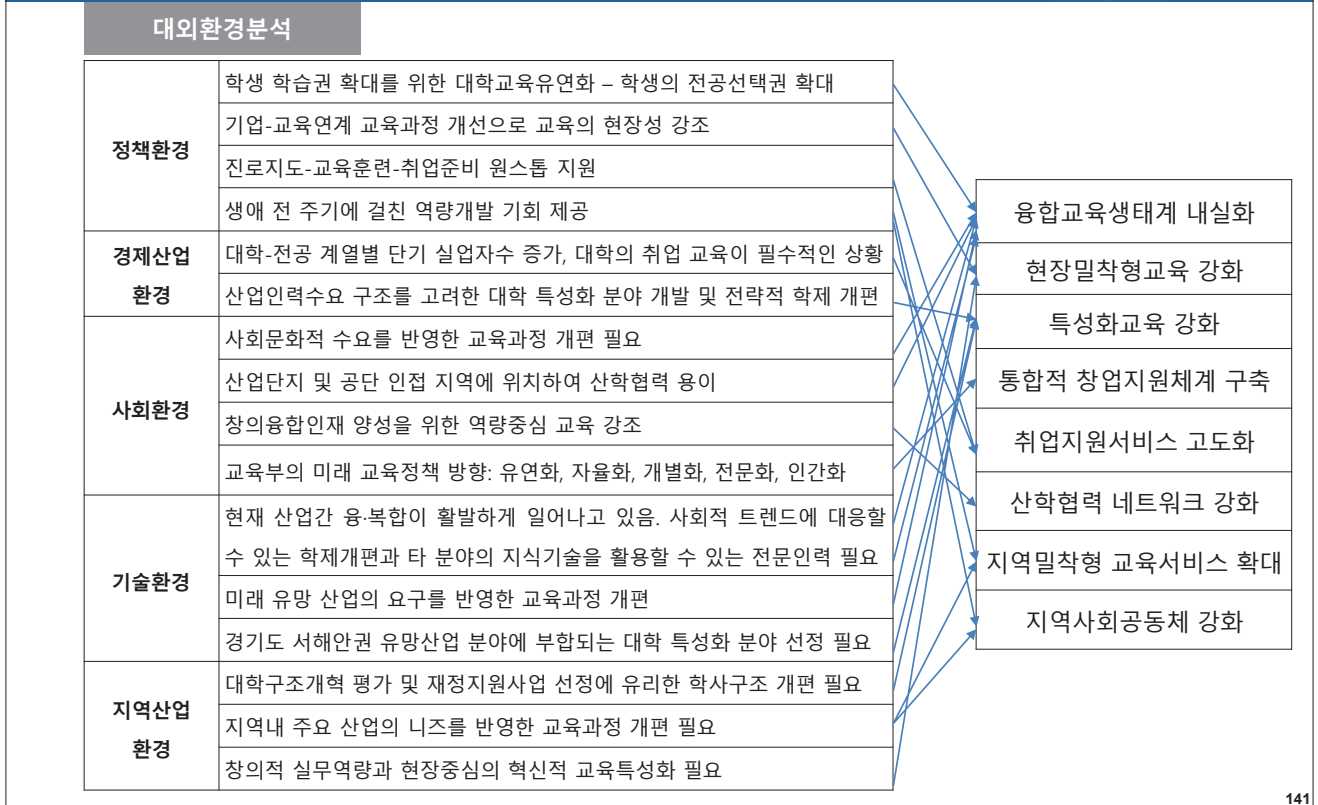 대외환경분석
정책환경
학생 학습권 확대를 위한 대학교육유연화 – 학생의 전공선택권 확대
기업-교육연계 교육과정 개선으로 교육의 현장성 강조
진로지도-교육훈련-취업준비 원스톱 지원
생애 전 주기에 걸친 역량개발 기회 제공
경제산업
환경
대학-전공 계열별 단기 실업자수 증가, 대학의 취업 교육이 필수적인 상황
산업인력수요 구조를 고려한 대학 특성화 분야 개발 및 전략적 학제 개편
사회환경
사회문화적 수요를 반영한 교육과정 개편 필요
산업단지 및 공단 인접 지역에 위치하여 산학협력 용이
창의융합인재 양성을 위한 역량중심 교육 강조
교육부의 미래 교육정책 방향: 유연화, 자율화, 개별화, 전문화, 인간화
기술환경
현재 산업간 융·복합이 활발하게 일어나고 있음. 사회적 트렌드에 대응할
수 있는 학제개편과 타 분야의 지식기술을 활용할 수 있는 전문인력 필요
미래 유망 산업의 요구를 반영한 교육과정 개편
경기도 서해안권 유망산업 분야에 부합되는 대학 특성화 분야 선정 필요
지역산업
환경
대학구조개혁 평가 및 재정지원사업 선정에 유리한 학사구조 개편 필요
지역내 주요 산업의 니즈를 반영한 교육과정 개편 필요
창의적 실무역량과 현장중심의 혁신적 교육특성화 필요
융합교육생태계 내실화
현장밀착형교육 강화
특성화교육 강화
통합적 창업지원체계 구축
취업지원서비스 고도화
산학협력 네트워크 강화
지역밀착형 교육서비스 확대
지역사회공동체 강화
141